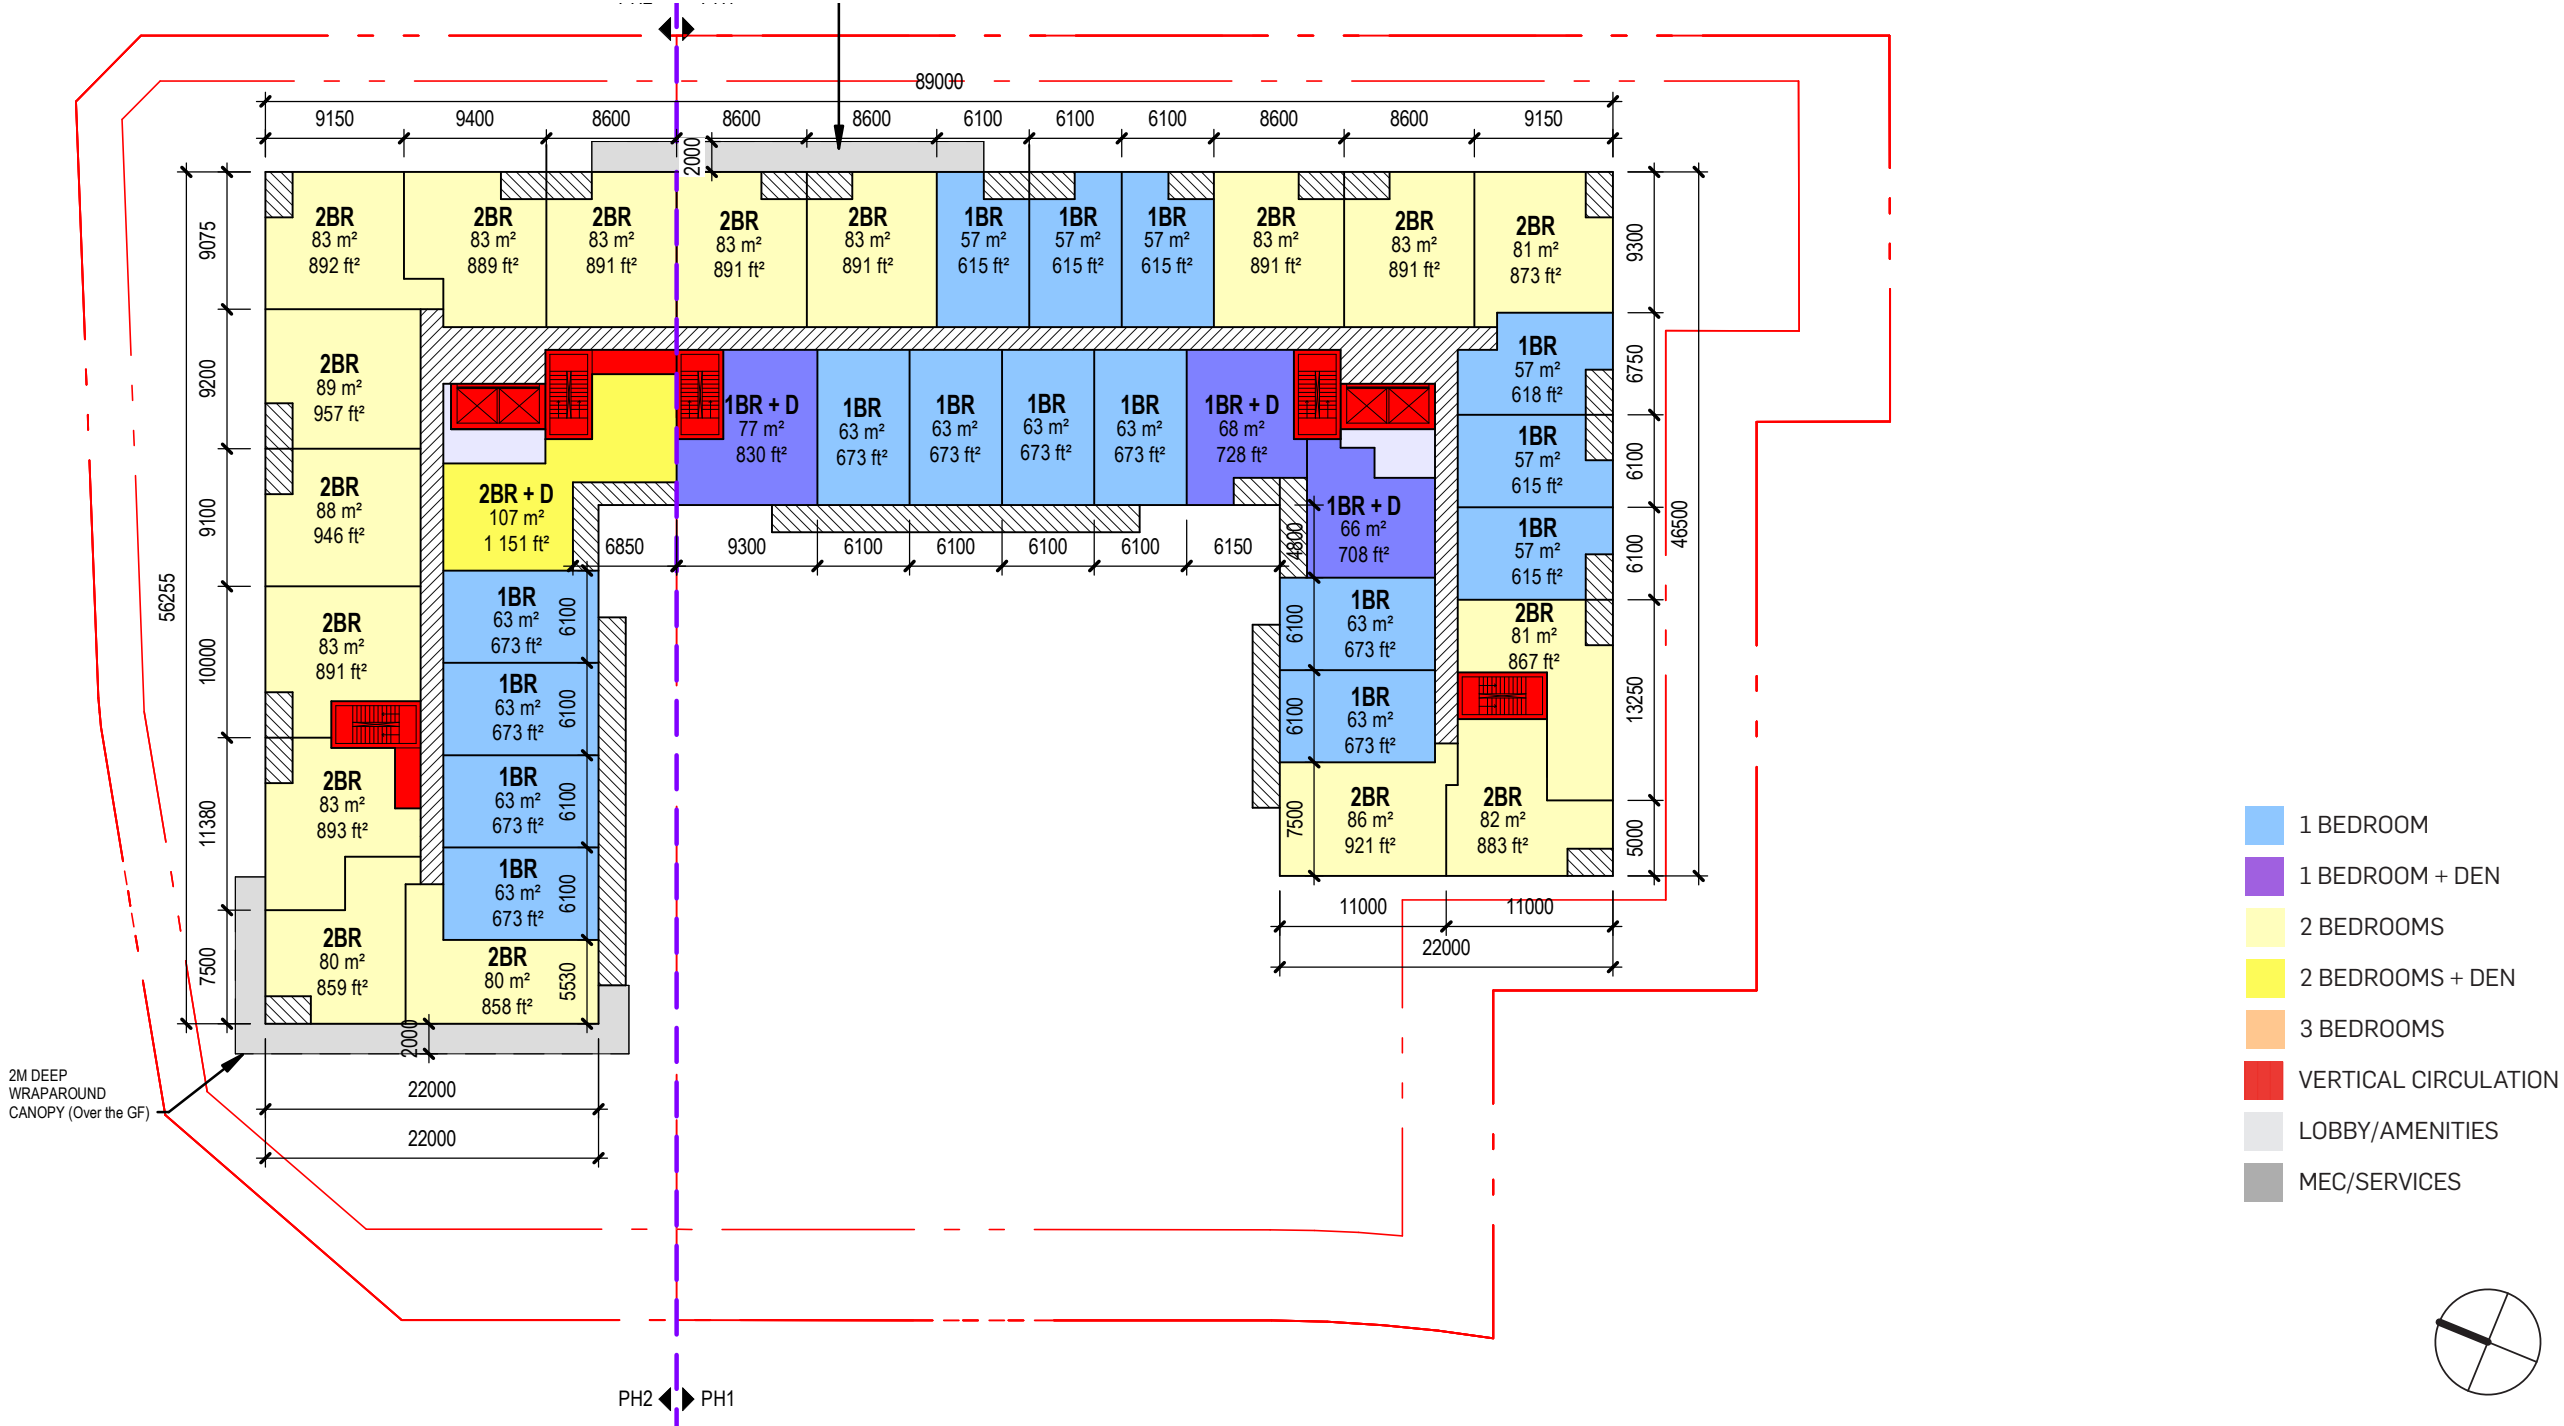 89000
9150 9400 8600 8600 8600 6100 6100 6100 8600 8600 9150
2000
2BR
83 m²
892 ft²
2BR
83 m²
889 ft²
2BR
83 m²
891 ft²
2BR
83 m²
891 ft²
2BR
83 m²
891 ft²
1BR
57 m²
615 ft²
1BR
57 m²
615 ft²
1BR
57 m²
615 ft²
2BR
83 m²
891 ft²
2BR
83 m²
891 ft²
2BR
81 m²
873 ft²
9075
9200
9100
10000
11380
7500
56255
2BR
89 m²
957 ft²
2BR
88 m²
946 ft²
2BR
83 m²
891 ft²
2BR
83 m²
893 ft²
2BR
80 m²
859 ft²
2BR
80 m²
858 ft²
2BR + D
107 m²
1 151 ft²
1BR
63 m²
673 ft²
1BR
63 m²
673 ft²
1BR
63 m²
673 ft²
1BR
63 m²
673 ft²
6100
6100
6100
6100
5530
1BR + D
77 m²
830 ft²
1BR
63 m²
673 ft²
1BR
63 m²
673 ft²
1BR
63 m²
673 ft²
1BR
63 m²
673 ft²
1BR + D
68 m²
728 ft²
6850 9300 6100 6100 6100 6100 6150
4800
1BR + D
66 m²
708 ft²
1BR
63 m²
673 ft²
1BR
63 m²
673 ft²
6100
6100
7500
2BR
86 m²
921 ft²
2BR
82 m²
883 ft²
1BR
57 m²
618 ft²
1BR
57 m²
615 ft²
1BR
57 m²
615 ft²
2BR
81 m²
867 ft²
9300
6750
6100
6100
13250
5000
46500
11000 11000
22000
2000
22000
22000
2M DEEP
WRAPAROUND
CANOPY (Over the GF)
PH2 PH1
1 BEDROOM
1 BEDROOM + DEN
2 BEDROOMS
2 BEDROOMS + DEN
3 BEDROOMS
VERTICAL CIRCULATION
LOBBY/AMENITIES
MEC/SERVICES